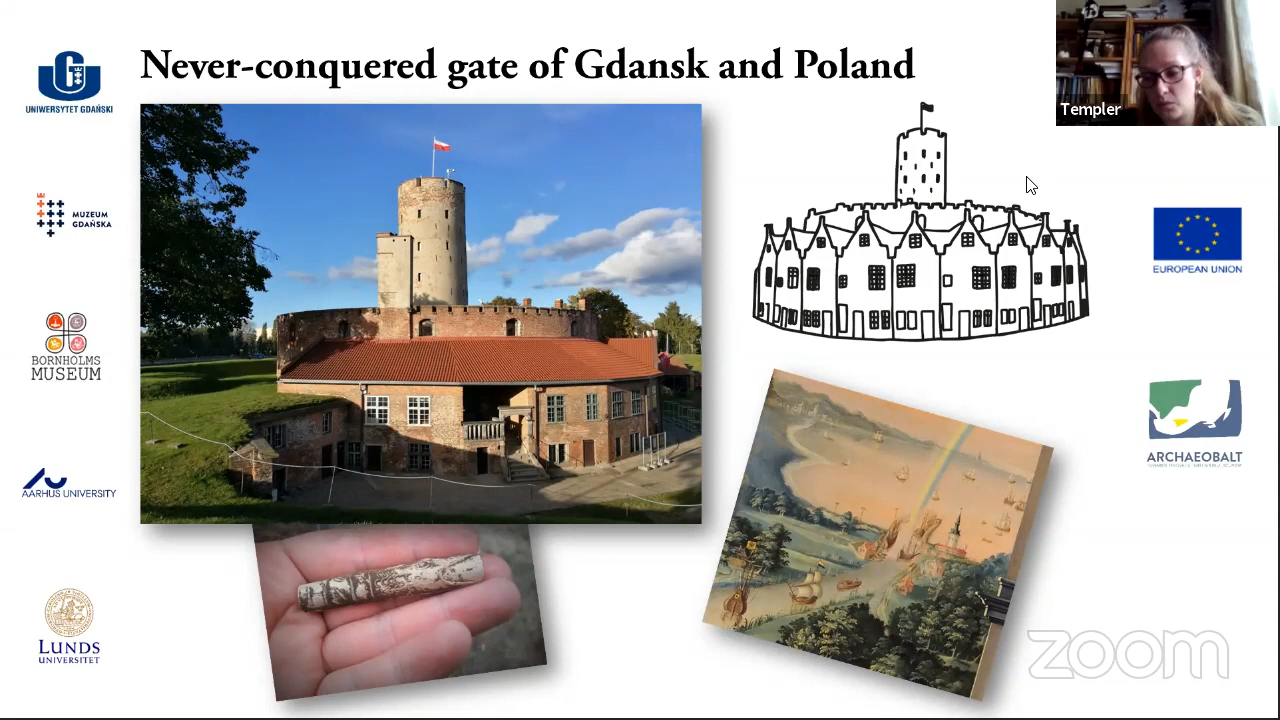 Never-conquered gate of Gdansk and Poland
Templer
UNIWERSYTET GDAŃSKI
MUZEUM
GDAŃSKA
BORNHOLMS
MUSEUM
AARHUS UNIVERSITY
LUNDS
UNIVERSITET
EUROPEAN UNION
ARCHAEOBALT
zoom